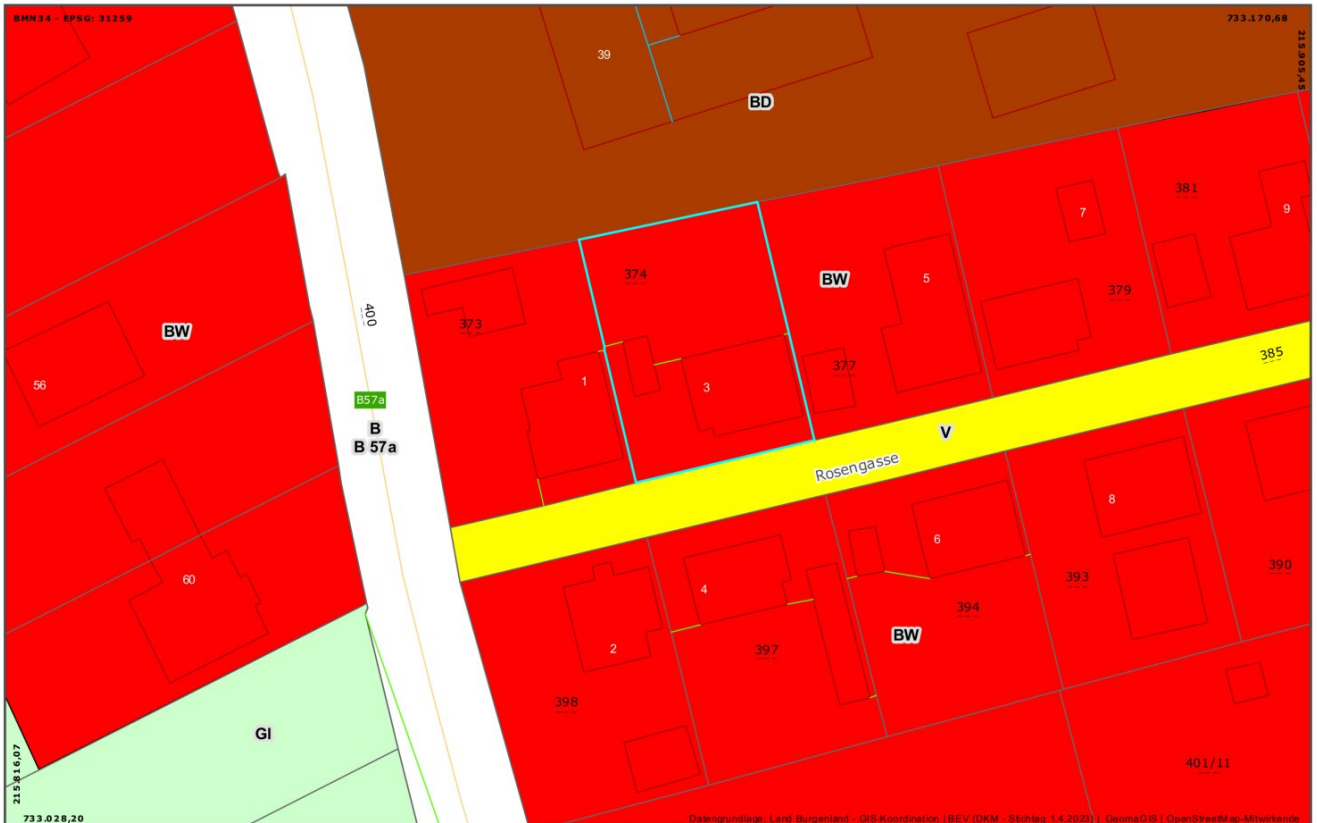 BMN34 - EPSG: 31259
733.170,68
215.905,45
39
BD
381
7
9
374
BW
5
379
373
400
BW
377
385
56
1
3
B57a
B
B 57a
V
Rosengasse
8
6
60
4
393
390
394
2
BW
397
398
GI
401/11
215.816,07
733.028,20
Datengrundlage: Land Burgenland - GIS-Koordination | BEV (DKM - Stichtag 1.4.2023) | GeomaGIS | OpenStreetMap-Mitwirkende